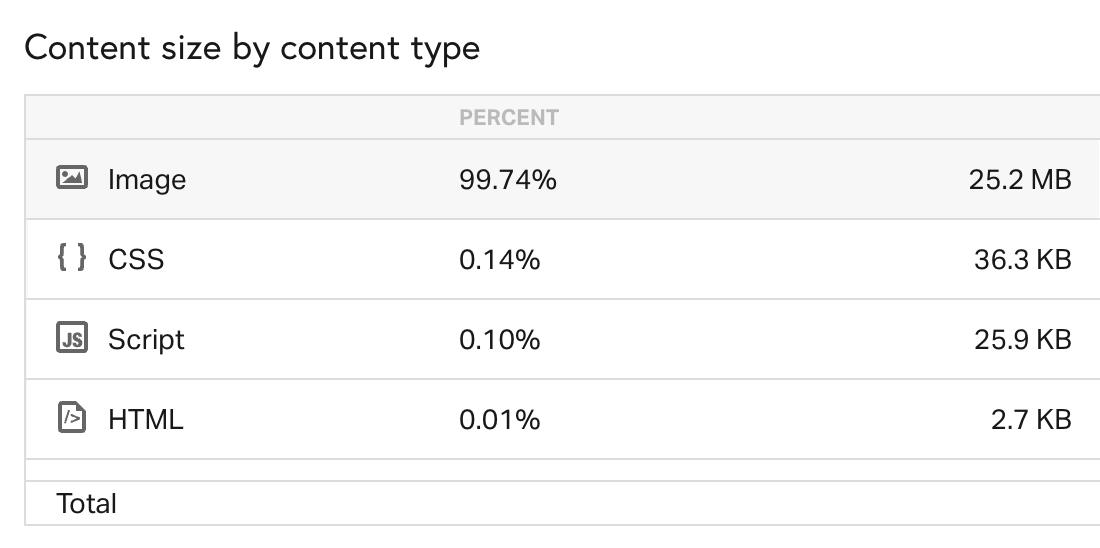 Content size by content type
PERCENT
Image 99.74% 25.2 MB
{ } CSS 0.14% 36.3 KB
JS Script 0.10% 25.9 KB
</> HTML 0.01% 2.7 KB
Total